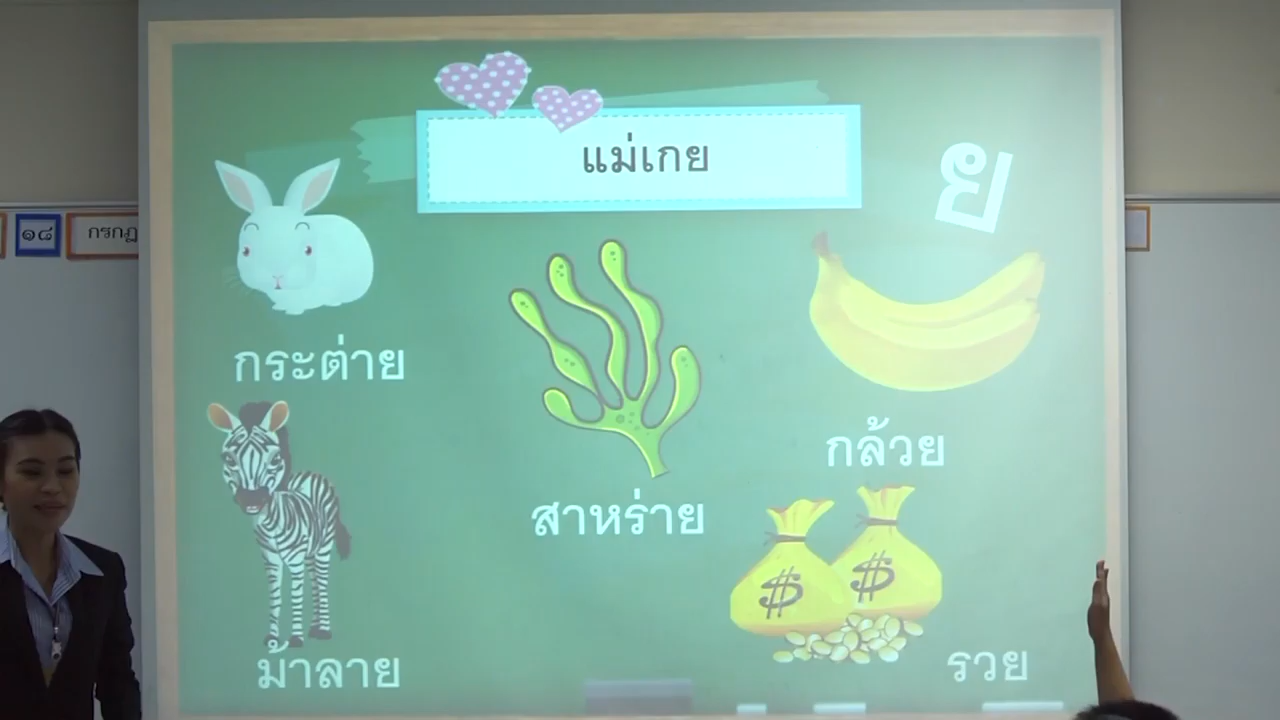 แม่เกย
ย
๑๘
กรกฎ
กระต่าย
กล้วย
สาหร่าย
$
$
ม้าลาย
รวย